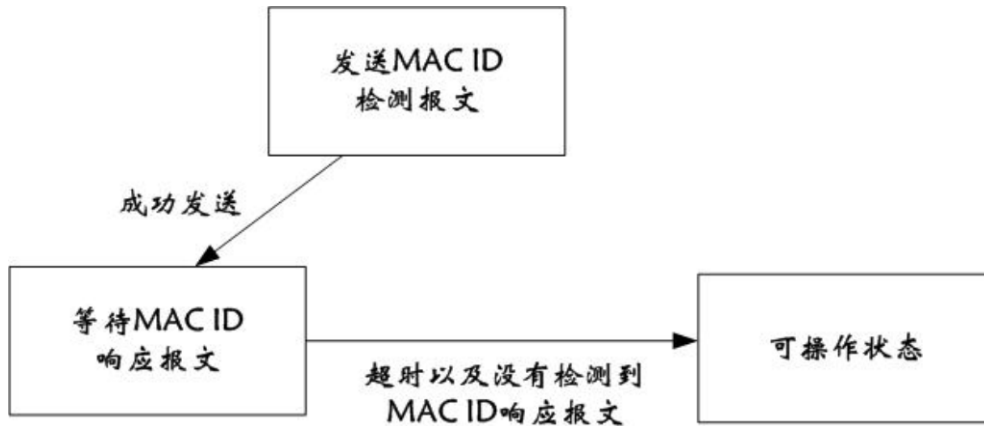 发送MAC ID
检测报文
成功发送
等待MAC ID
响应报文
超时以及没有检测到
MAC ID响应报文
可操作状态